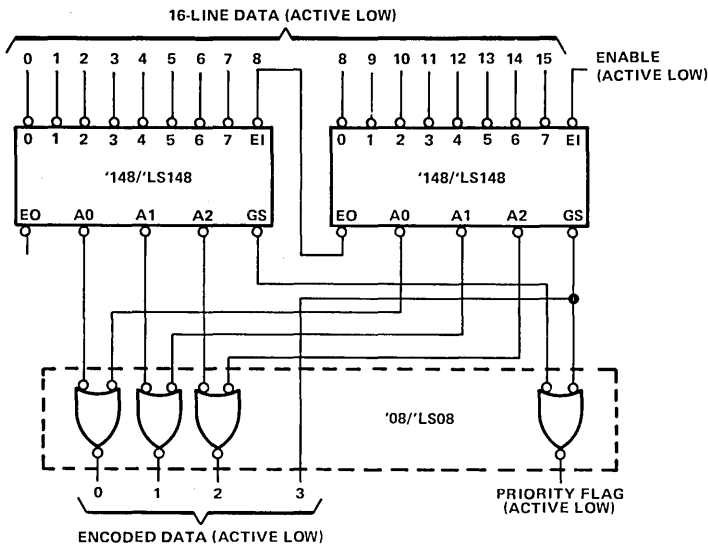 16-LINE DATA (ACTIVE LOW)
0 1 2 3 4 5 6 7 8 8 9 10 11 12 13 14 15
ENABLE
(ACTIVE LOW)
0 1 2 3 4 5 6 7 EI
0 1 2 3 4 5 6 7 EI
'148/'LS148
'148/'LS148
EO A0 A1 A2 GS
EO A0 A1 A2 GS
'08/'LS08
0 1 2 3
PRIORITY FLAG
(ACTIVE LOW)
ENCODED DATA (ACTIVE LOW)